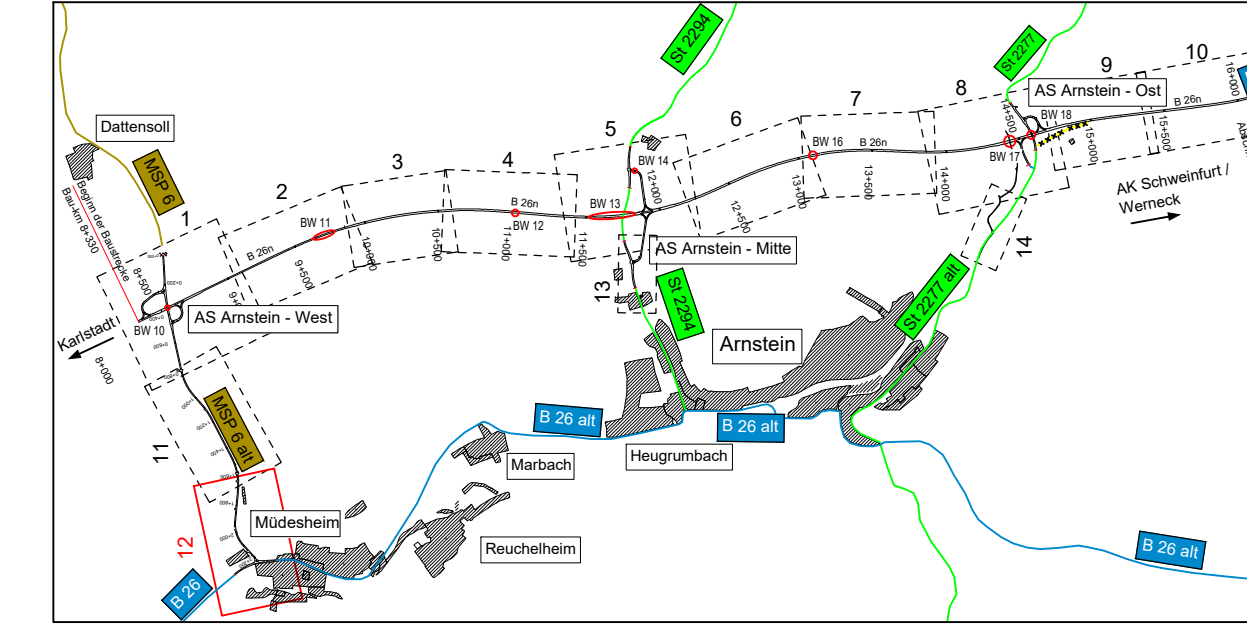 St 2294
St 2277
10
9
8
7
6
5
4
3
2
1
16+000
AS Arnstein - Ost
B 26n
Dattensoll
MSP 6
BW 18
14+500
15+500
15+000
BW 17
BW 16
B 26n
BW 14
12+000
13+000
13+500
14+000
AK Schweinfurt /
Werneck
Beginn der Baustrecke
Bau-km 8+330
BW 13
B 26n
BW 12
BW 11
12+500
10+500
11+000
11+500
B 26n
9+500
8+500
AS Arnstein - Mitte
14
13
AS Arnstein - West
BW 10
Karlstadt
8+000
St 2294
St 2277 alt
Arnstein
MSP 6 alt
11
B 26 alt
B 26 alt
Heugrumbach
Marbach
Müdesheim
Reuchelheim
12
B 26
B 26 alt